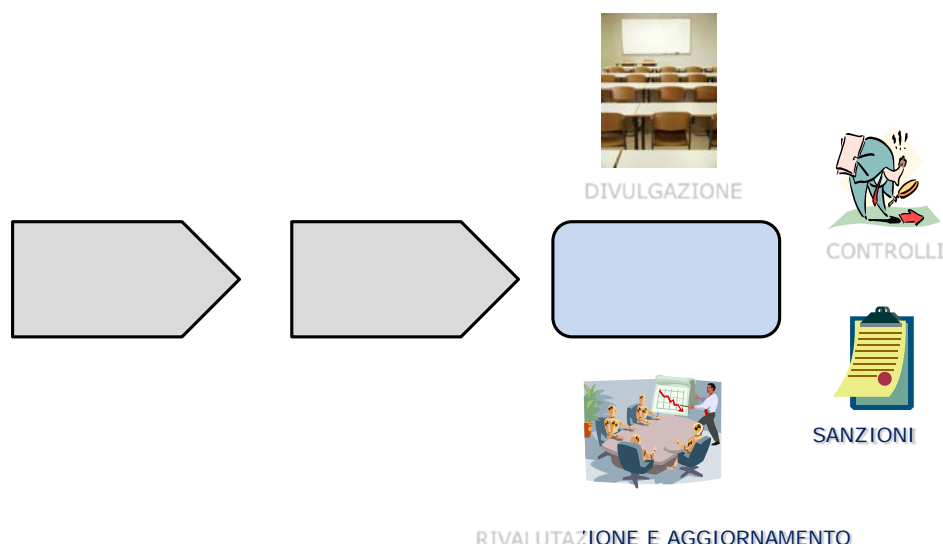 DIVULGAZIONE
CONTROLLI
SANZIONI
RIVALUTAZIONE E AGGIORNAMENTO